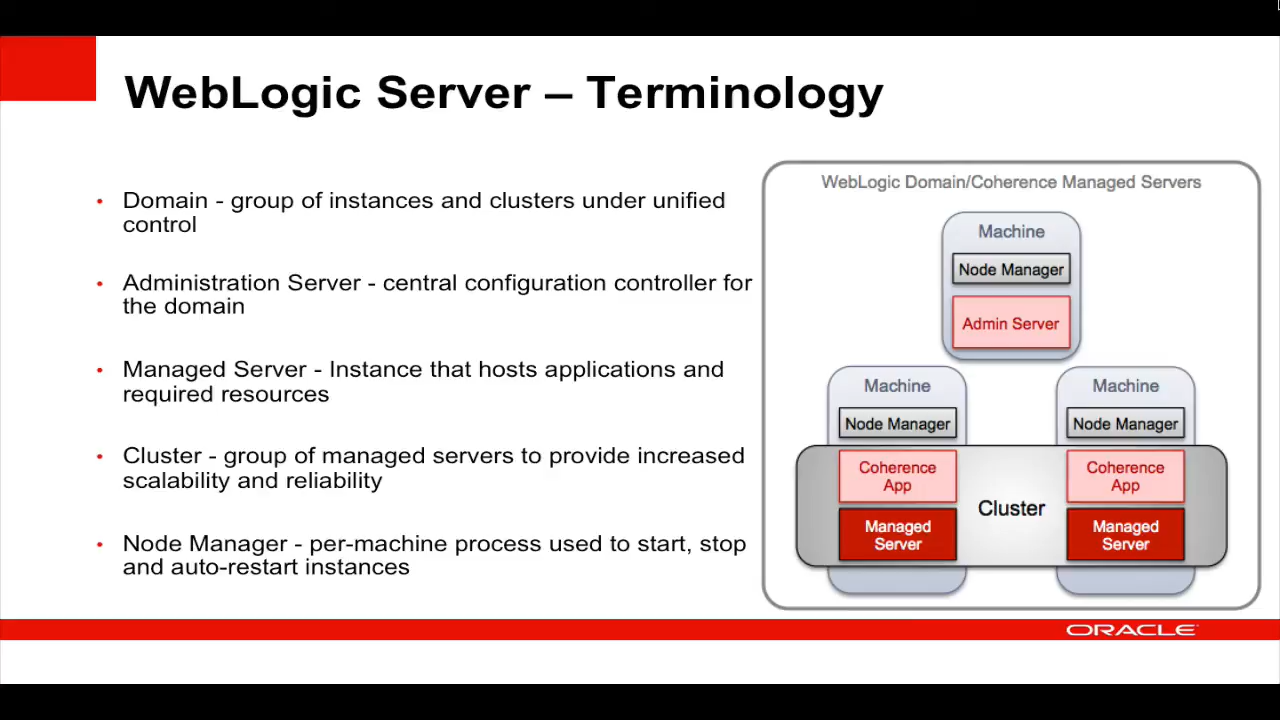 WebLogic Server – Terminology
• Domain - group of instances and clusters under unified
control
• Administration Server - central configuration controller for
the domain
• Managed Server - Instance that hosts applications and
required resources
• Cluster - group of managed servers to provide increased
scalability and reliability
• Node Manager - per-machine process used to start, stop
and auto-restart instances
WebLogic Domain/Coherence Managed Servers
Machine
Node Manager
Admin Server
Machine
Node Manager
Coherence
App
Managed
Server
Cluster
Machine
Node Manager
Coherence
App
Managed
Server
ORACLE